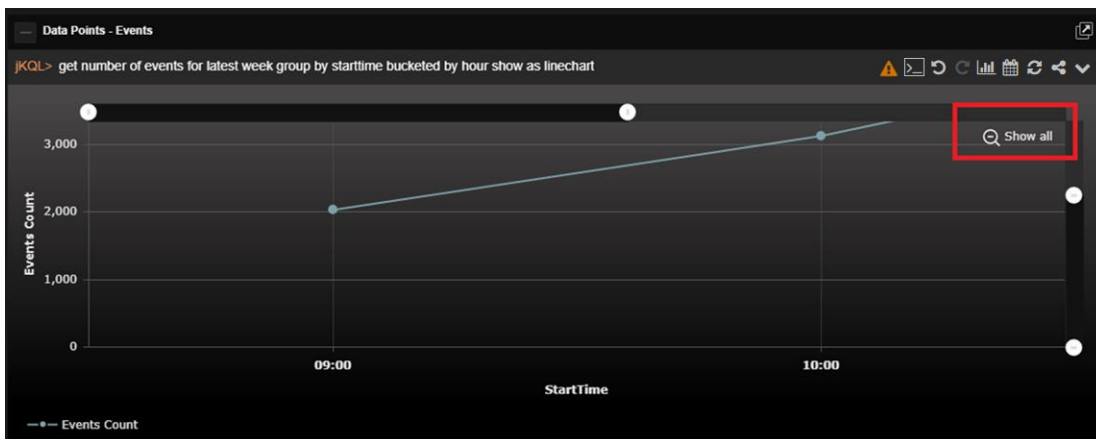 Data Points - Events
jKQL> get number of events for latest week group by starttime bucketed by hour show as linechart
Show all
3,000
2,000
1,000
0
Events Count
09:00
10:00
StartTime
Events Count